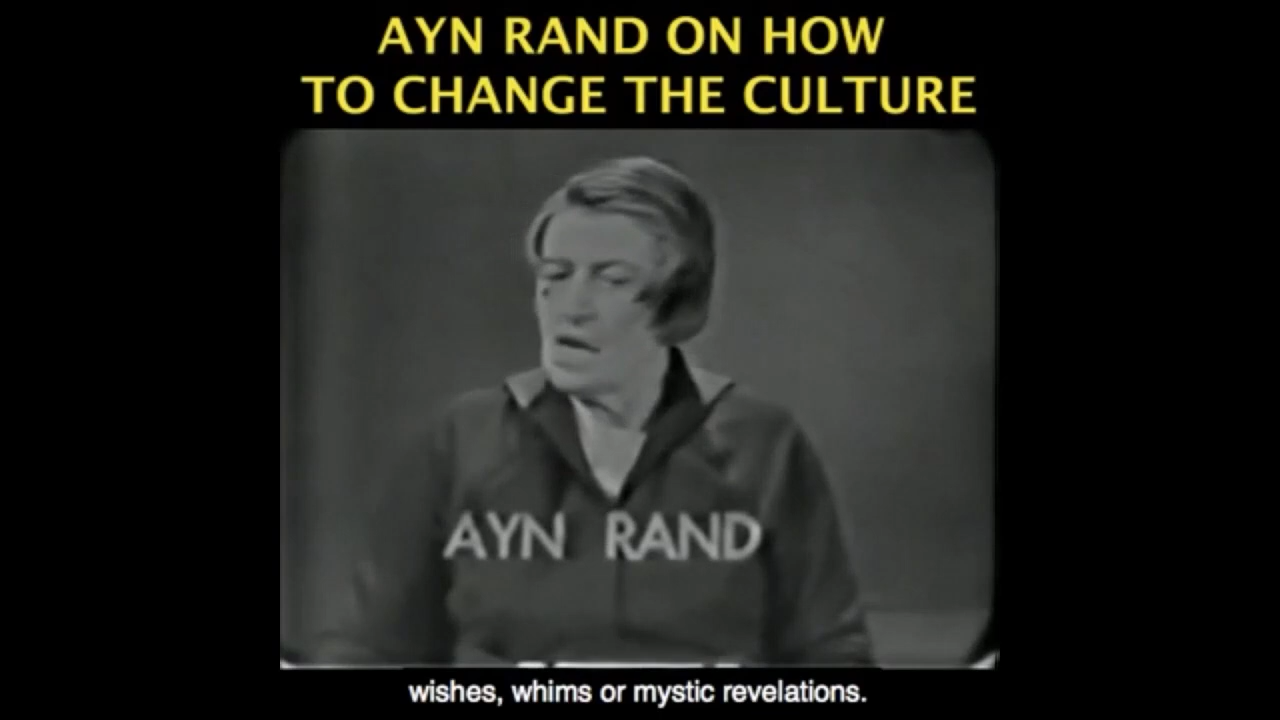 AYN RAND ON HOW
TO CHANGE THE CULTURE
AYN RAND
wishes, whims or mystic revelations.